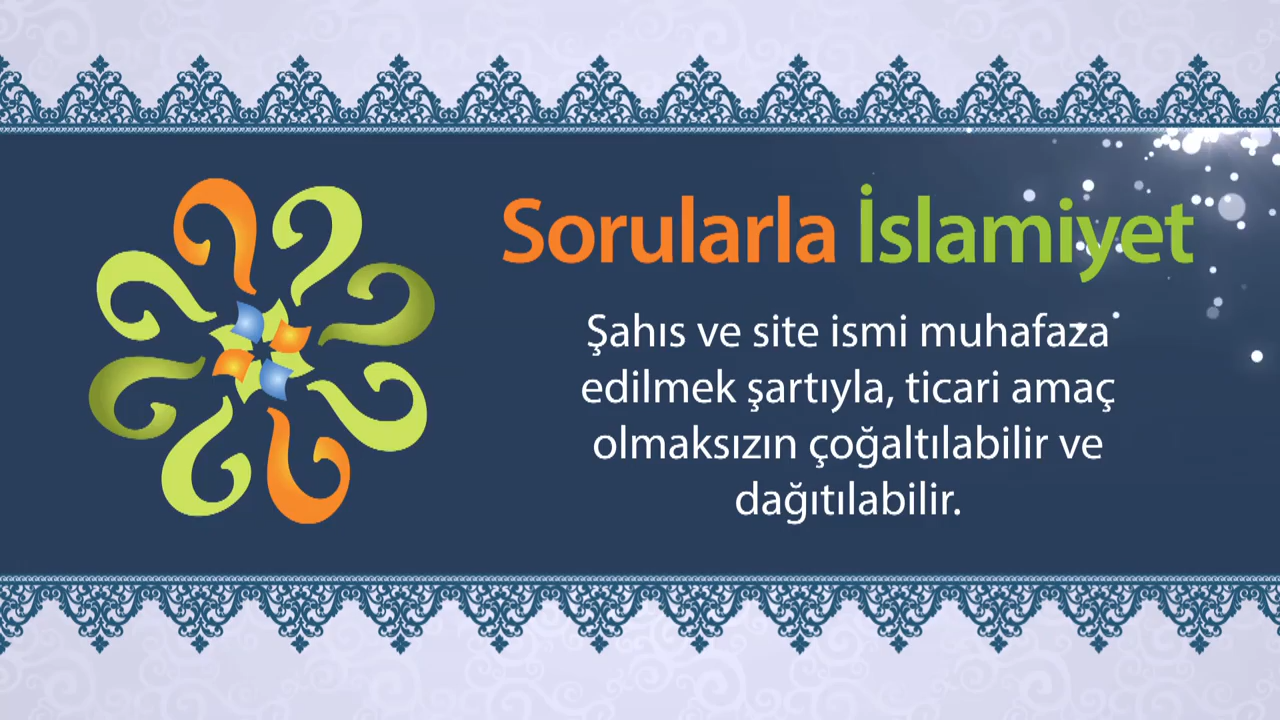 Sorularla İslamiyet
Şahıs ve site ismi muhafaza
edilmek şartıyla, ticari amaç
olmaksızın çoğaltılabilir ve
dağıtılabilir.